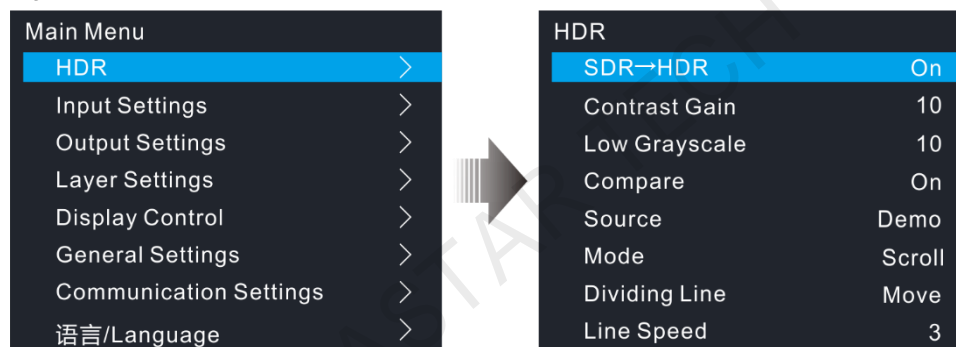 Main Menu
HDR
Input Settings
Output Settings
Layer Settings
Display Control
General Settings
Communication Settings
语言/Language
HDR
SDR→HDR On
Contrast Gain 10
Low Grayscale 10
Compare On
Source Demo
Mode Scroll
Dividing Line Move
Line Speed 3